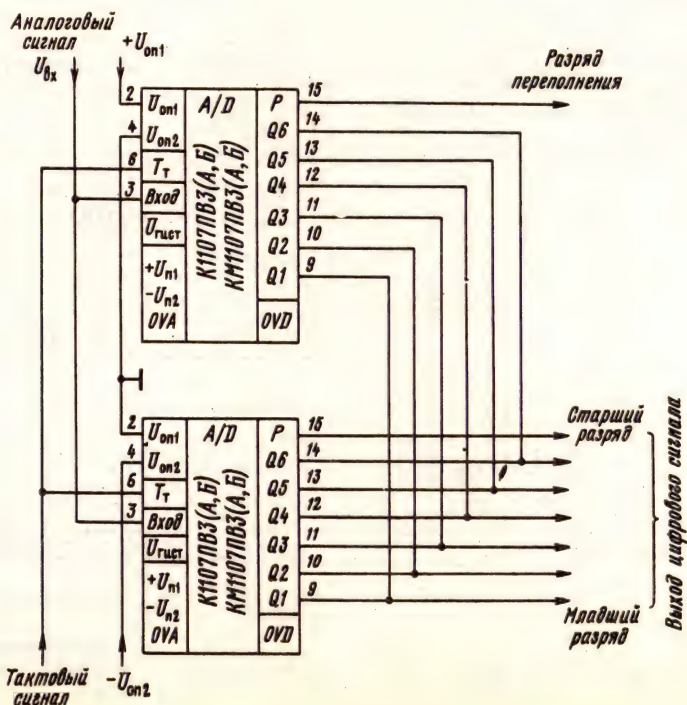 Аналоговый
сигнал
Uвх
+Uоп1
Разряд
переполнения
2
4
6
3
Uоп1
Uоп2
Tт
Вход
Uгист
+Uп1
-Uп2
OVA
A/D
К1107ПВ3(А,Б)
КМ1107ПВ3(А,Б)
P
Q6
Q5
Q4
Q3
Q2
Q1
OVD
15
14
13
12
11
10
9
2
4
6
3
Uоп1
Uоп2
Tт
Вход
Uгист
+Uп1
-Uп2
OVA
A/D
К1107ПВ3(А,Б)
КМ1107ПВ3(А,Б)
P
Q6
Q5
Q4
Q3
Q2
Q1
OVD
15
14
13
12
11
10
9
Старший
разряд
Младший
разряд
Выход цифрового сигнала
Тактовый
сигнал
-Uоп2